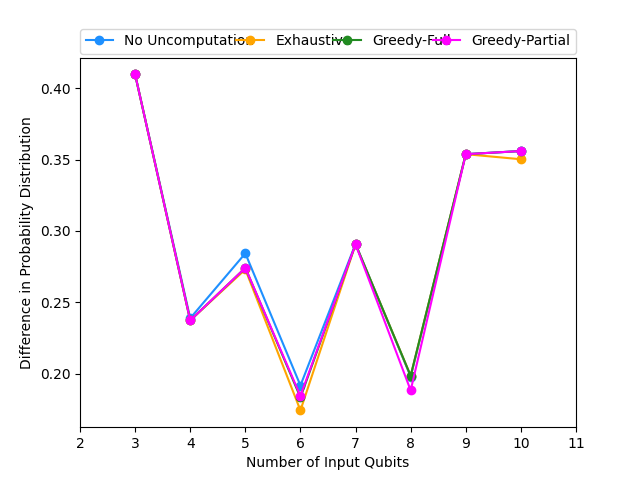 No Uncomputation Exhaustive Greedy-Full Greedy-Partial
0.40
0.35
0.30
0.25
0.20
Difference in Probability Distribution
2 3 4 5 6 7 8 9 10 11
Number of Input Qubits